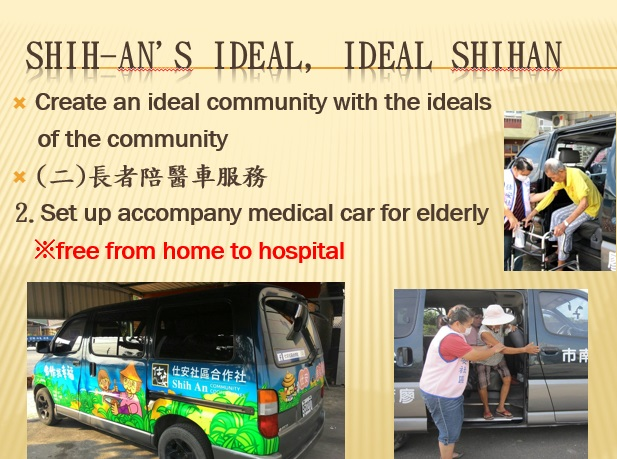 SHIH-AN'S IDEAL, IDEAL SHIHAN
Create an ideal community with the ideals
of the community
(二)長者陪醫車服務
2. Set up accompany medical car for elderly
※free from home to hospital
仕安社區合作社
Shih An COMMUNITY
市南
廖